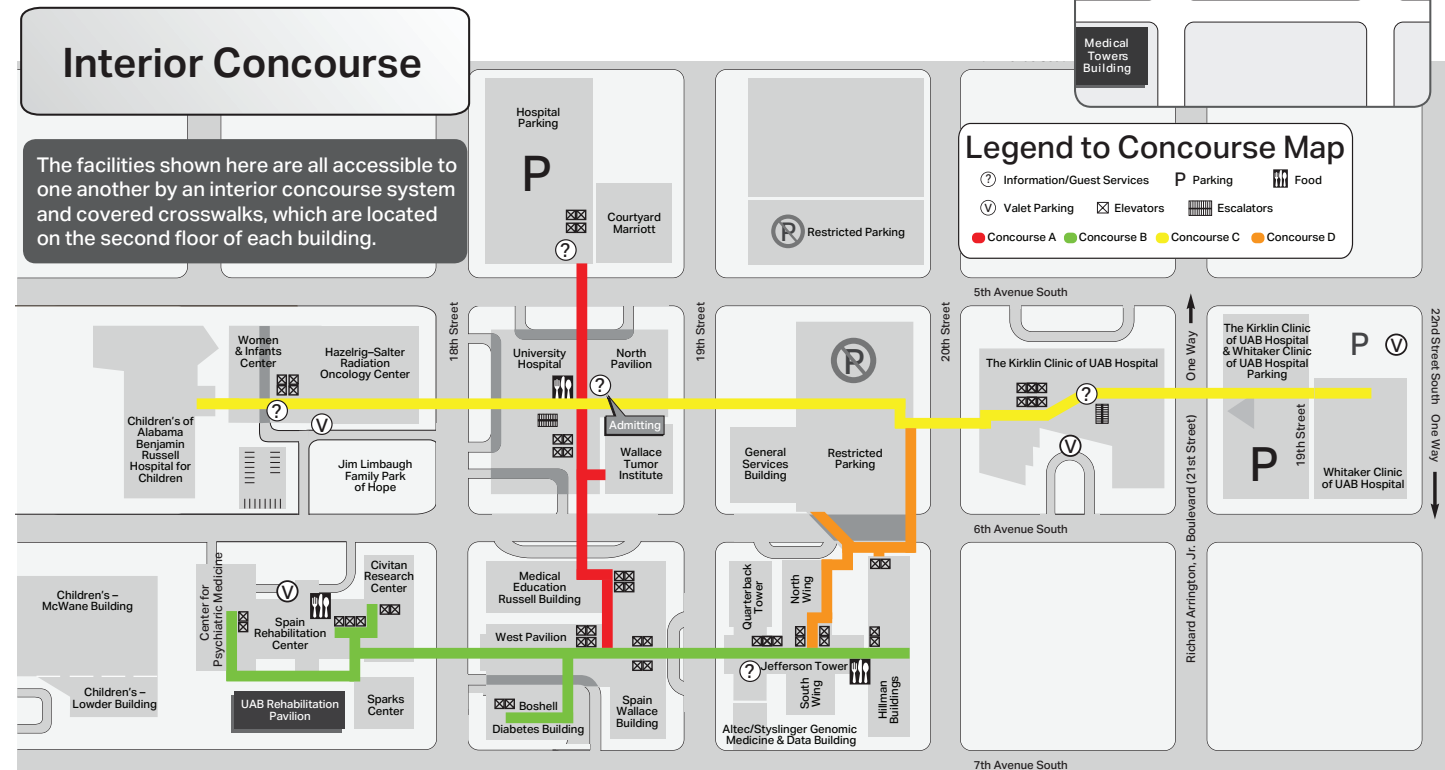 Interior Concourse
The facilities shown here are all accessible to
one another by an interior concourse system
and covered crosswalks, which are located
on the second floor of each building.
Medical
Towers
Building
Legend to Concourse Map
? Information/Guest Services
P Parking
Food
V Valet Parking
Elevators
Escalators
Concourse A
Concourse B
Concourse C
Concourse D
Hospital
Parking
P
?
Courtyard
Marriott
P
Restricted Parking
5th Avenue South
18th Street
19th Street
20th Street
One Way
Richard Arrington, Jr. Boulevard (21st Street)
22nd Street South
One Way
Women
& Infants
Center
Hazelrig–Salter
Radiation
Oncology Center
?
V
Children's of
Alabama
Benjamin
Russell
Hospital for
Children
Jim Limbaugh
Family Park
of Hope
University
Hospital
North
Pavilion
?
Admitting
Wallace
Tumor
Institute
P
General
Services
Building
Restricted
Parking
The Kirklin Clinic of UAB Hospital
?
V
The Kirklin Clinic
of UAB Hospital
& Whitaker Clinic
of UAB Hospital
Parking
P
V
P
19th Street
Whitaker Clinic
of UAB Hospital
6th Avenue South
Children's –
McWane Building
Children's –
Lowder Building
Center for
Psychiatric Medicine
V
Spain
Rehabilitation
Center
Civitan
Research
Center
UAB Rehabilitation
Pavilion
Sparks
Center
Medical
Education
Russell Building
West Pavilion
Boshell
Diabetes Building
Spain
Wallace
Building
Quarterback
Tower
North
Wing
?
Jefferson Tower
South
Wing
Hillman
Buildings
Altec/Styslinger Genomic
Medicine & Data Building
7th Avenue South